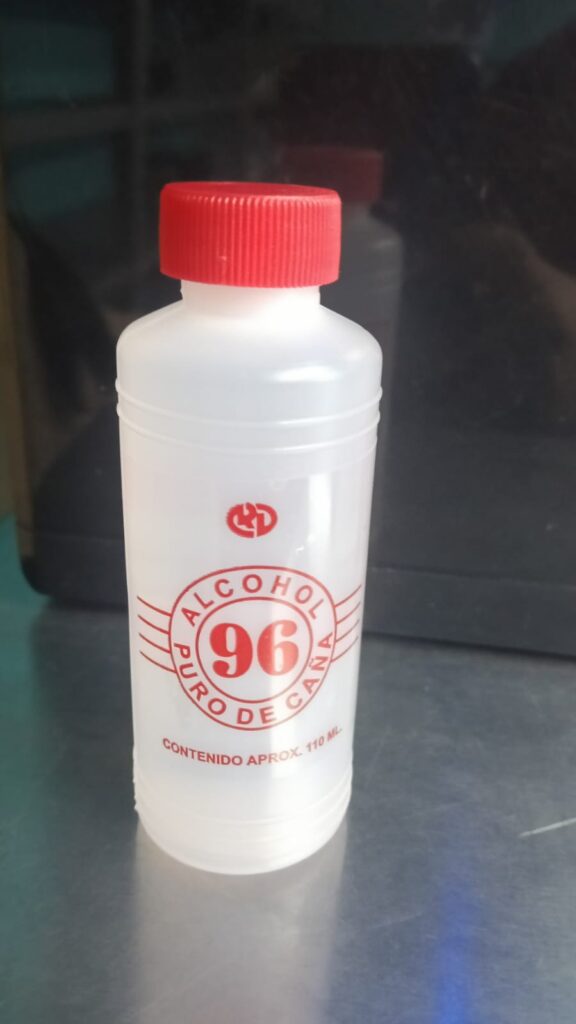 ALCOHOL
96
PURO DE CAÑA
CONTENIDO APROX. 110 ML.